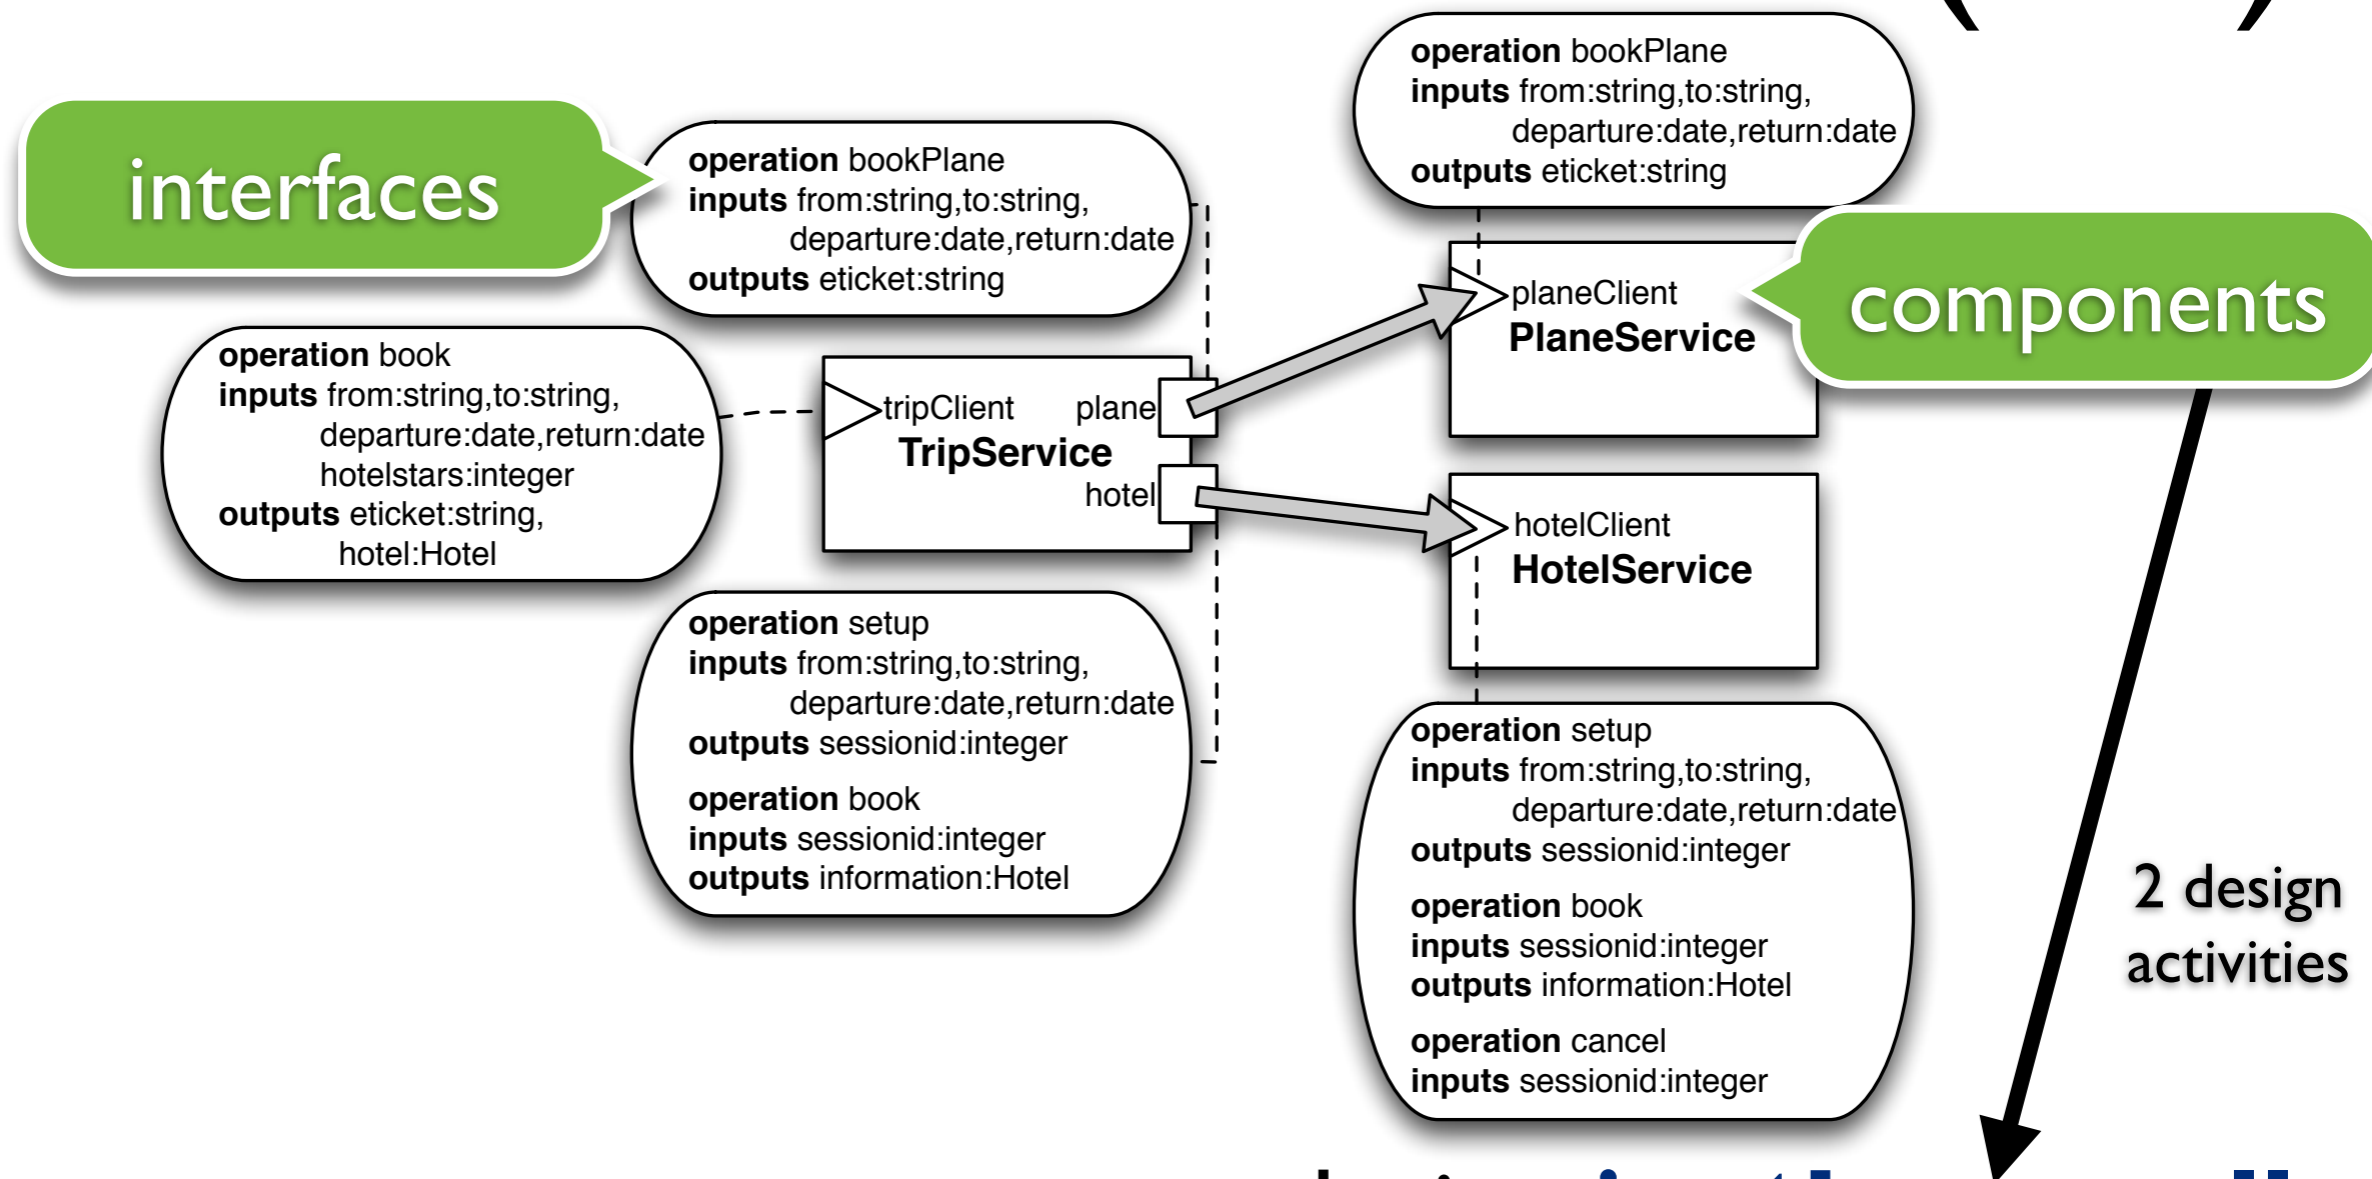 operation bookPlane
inputs from:string,to:string,
departure:date,return:date
outputs eticket:string
interfaces
operation bookPlane
inputs from:string,to:string,
departure:date,return:date
outputs eticket:string
components
planeClient
PlaneService
operation book
inputs from:string,to:string,
departure:date,return:date
hotelstars:integer
outputs eticket:string,
hotel:Hotel
tripClient plane
TripService
hotel
hotelClient
HotelService
operation setup
inputs from:string,to:string,
departure:date,return:date
outputs sessionid:integer
operation book
inputs sessionid:integer
outputs information:Hotel
operation setup
inputs from:string,to:string,
departure:date,return:date
outputs sessionid:integer
operation book
inputs sessionid:integer
outputs information:Hotel
operation cancel
inputs sessionid:integer
2 design
activities